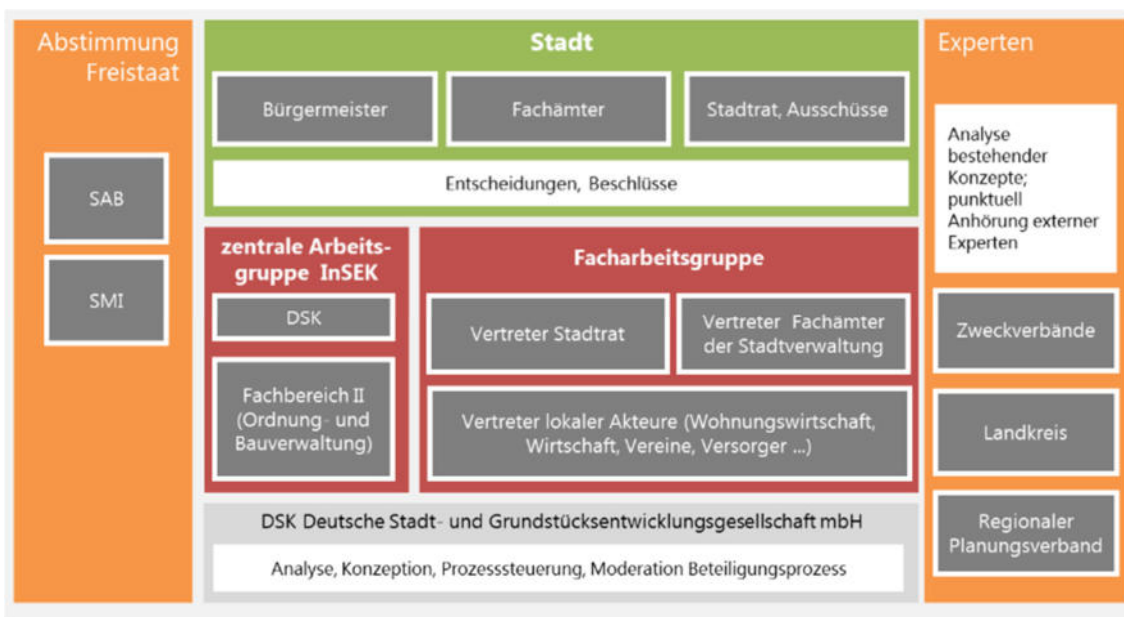 Abstimmung
Freistaat
SAB
SMI
Stadt
Bürgermeister
Fachämter
Stadtrat, Ausschüsse
Entscheidungen, Beschlüsse
zentrale Arbeits-
gruppe InSEK
DSK
Fachbereich II
(Ordnung- und
Bauverwaltung)
Facharbeitsgruppe
Vertreter Stadtrat
Vertreter Fachämter
der Stadtverwaltung
Vertreter lokaler Akteure (Wohnungswirtschaft,
Wirtschaft, Vereine, Versorger ...)
DSK Deutsche Stadt- und Grundstücksentwicklungsgesellschaft mbH
Analyse, Konzeption, Prozesssteuerung, Moderation Beteiligungsprozess
Experten
Analyse
bestehender
Konzepte;
punktuell
Anhörung externer
Experten
Zweckverbände
Landkreis
Regionaler
Planungsverband